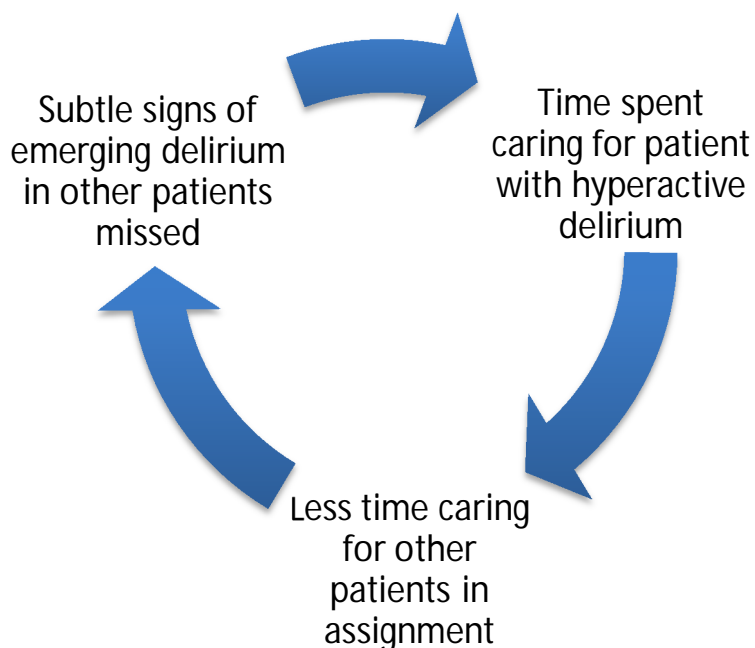 Subtle signs of
emerging delirium
in other patients
missed
Time spent
caring for patient
with hyperactive
delirium
Less time caring
for other
patients in
assignment